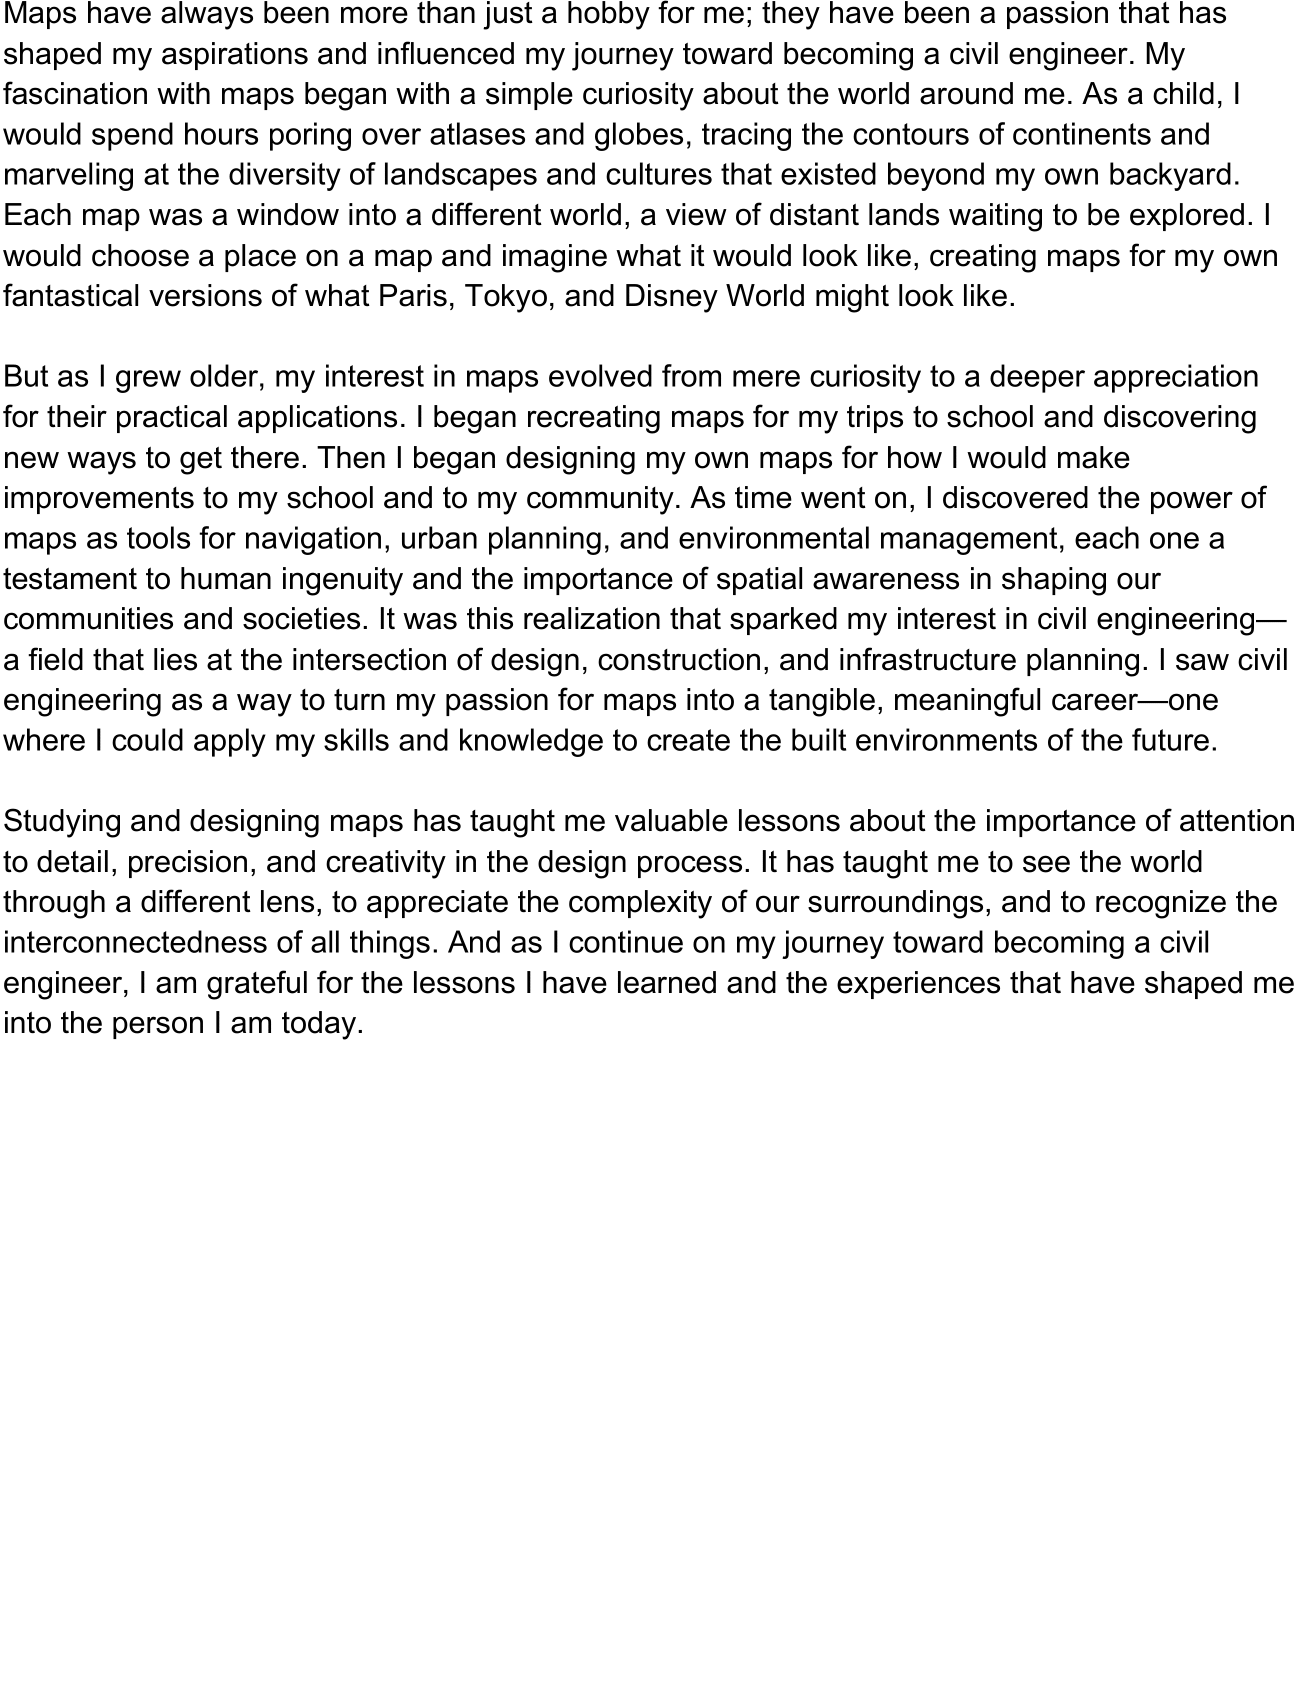 Maps have always been more than just a hobby for me; they have been a passion that has
shaped my aspirations and influenced my journey toward becoming a civil engineer. My
fascination with maps began with a simple curiosity about the world around me. As a child, I
would spend hours poring over atlases and globes, tracing the contours of continents and
marveling at the diversity of landscapes and cultures that existed beyond my own backyard.
Each map was a window into a different world, a view of distant lands waiting to be explored. I
would choose a place on a map and imagine what it would look like, creating maps for my own
fantastical versions of what Paris, Tokyo, and Disney World might look like.

But as I grew older, my interest in maps evolved from mere curiosity to a deeper appreciation
for their practical applications. I began recreating maps for my trips to school and discovering
new ways to get there. Then I began designing my own maps for how I would make
improvements to my school and to my community. As time went on, I discovered the power of
maps as tools for navigation, urban planning, and environmental management, each one a
testament to human ingenuity and the importance of spatial awareness in shaping our
communities and societies. It was this realization that sparked my interest in civil engineering—
a field that lies at the intersection of design, construction, and infrastructure planning. I saw civil
engineering as a way to turn my passion for maps into a tangible, meaningful career—one
where I could apply my skills and knowledge to create the built environments of the future.

Studying and designing maps has taught me valuable lessons about the importance of attention
to detail, precision, and creativity in the design process. It has taught me to see the world
through a different lens, to appreciate the complexity of our surroundings, and to recognize the
interconnectedness of all things. And as I continue on my journey toward becoming a civil
engineer, I am grateful for the lessons I have learned and the experiences that have shaped me
into the person I am today.